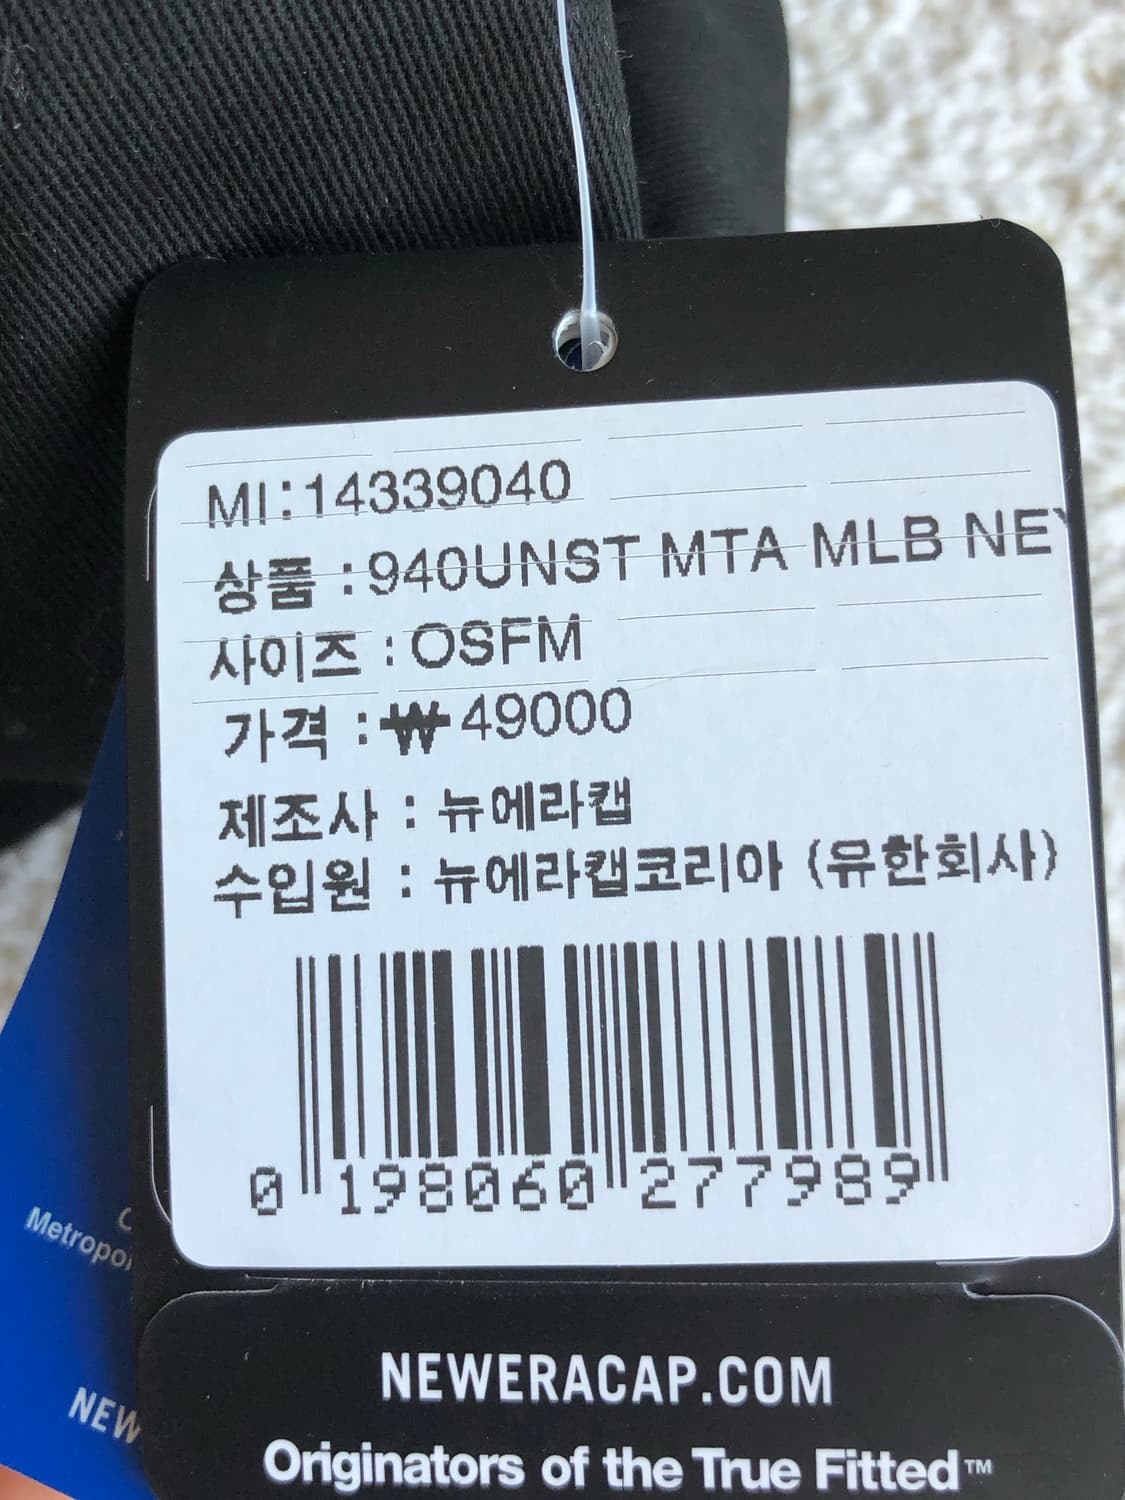 MI:14339040
상품 :940UNST MTA MLB NEY
사이즈 : OSFM
가격 :₩49000
제조사 : 뉴에라캡
수입원 : 뉴에라캡코리아 (유한회사)
0 198060 277989
Metropol
NEW
NEWERACAP.COM
Originators of the True Fitted™